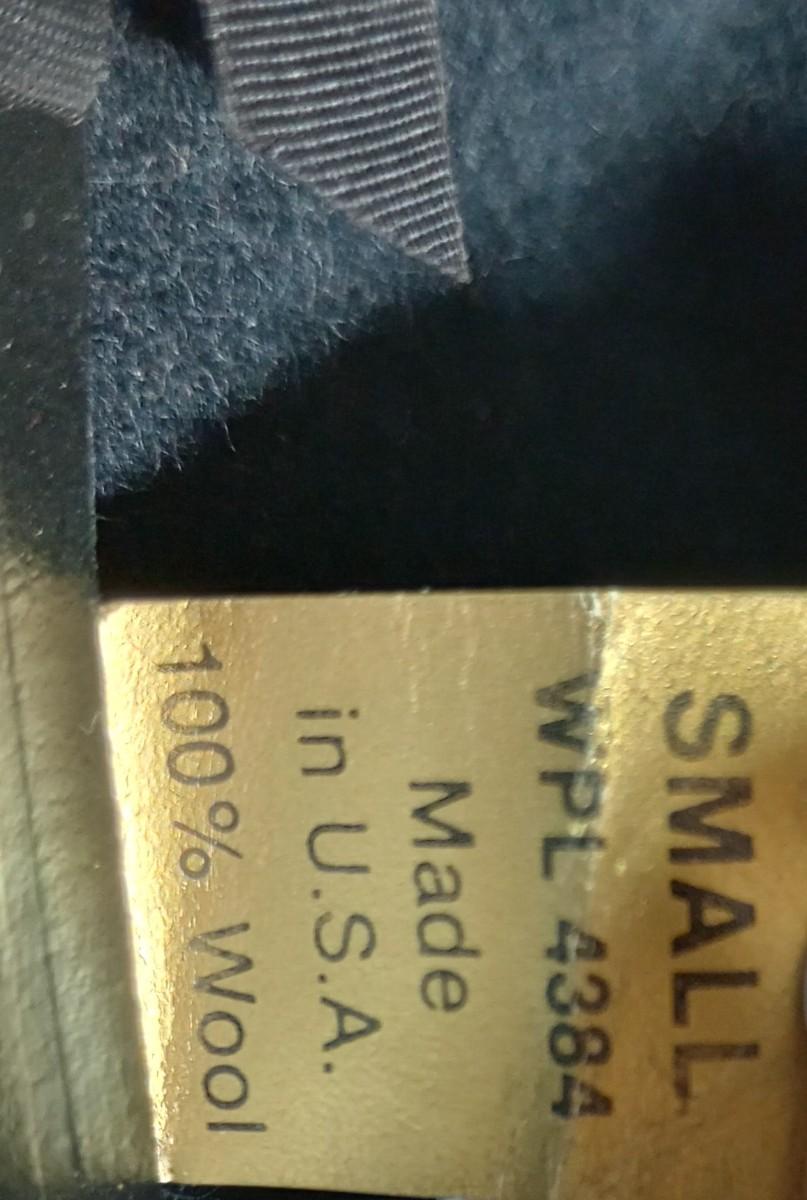 SMALL
WPL 4384
Made
in U.S.A.
100% Wool